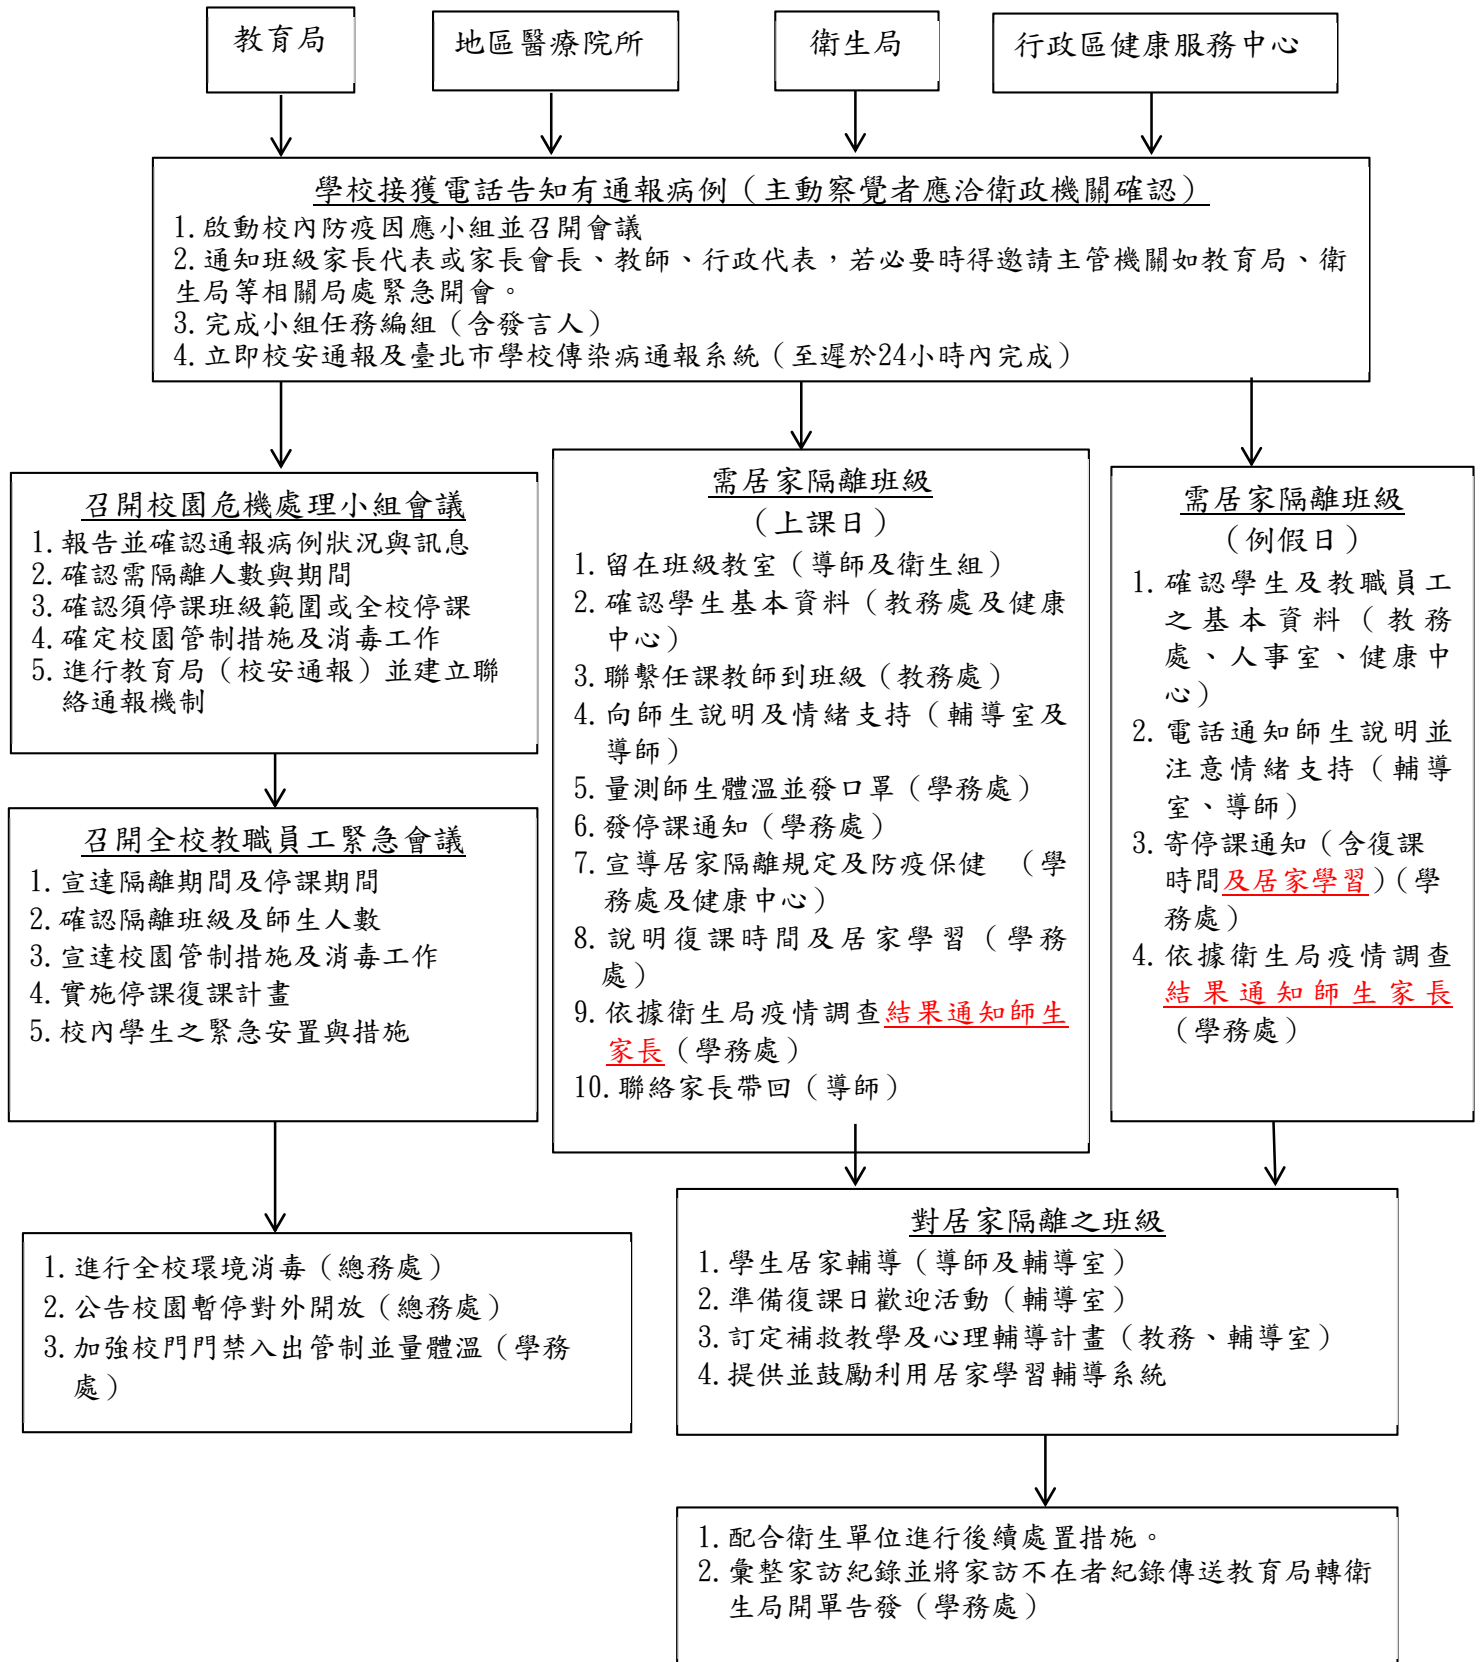 教育局
地區醫療院所
衛生局
行政區健康服務中心
學校接獲電話告知有通報病例（主動察覺者應洽衛政機關確認）
1.啟動校內防疫因應小組並召開會議
2.通知班級家長代表或家長會長、教師、行政代表，若必要時得邀請主管機關如教育局、衛
生局等相關局處緊急開會。
3.完成小組任務編組（含發言人）
4.立即校安通報及臺北市學校傳染病通報系統（至遲於24小時內完成）
召開校園危機處理小組會議
1.報告並確認通報病例狀況與訊息
2.確認需隔離人數與期間
3.確認須停課班級範圍或全校停課
4.確定校園管制措施及消毒工作
5.進行教育局（校安通報）並建立聯
絡通報機制
召開全校教職員工緊急會議
1.宣達隔離期間及停課期間
2.確認隔離班級及師生人數
3.宣達校園管制措施及消毒工作
4.實施停課復課計畫
5.校內學生之緊急安置與措施
1.進行全校環境消毒（總務處）
2.公告校園暫停對外開放（總務處）
3.加強校門門禁入出管制並量體溫（學務
處）
需居家隔離班級
（上課日）
1.留在班級教室（導師及衛生組）
2.確認學生基本資料（教務處及健康
中心）
3.聯繫任課教師到班級（教務處）
4.向師生說明及情緒支持（輔導室及
導師）
5.量測師生體溫並發口罩（學務處）
6.發停課通知（學務處）
7.宣導居家隔離規定及防疫保健 （學
務處及健康中心）
8.說明復課時間及居家學習（學務
處）
9.依據衛生局疫情調查結果通知師生
家長（學務處）
10.聯絡家長帶回（導師）
需居家隔離班級
（例假日）
1.確認學生及教職員工
之基本資料（教務
處、人事室、健康中
心）
2.電話通知師生說明並
注意情緒支持（輔導
室、導師）
3.寄停課通知（含復課
時間及居家學習）（學
務處）
4.依據衛生局疫情調查
結果通知師生家長
（學務處）
對居家隔離之班級
1.學生居家輔導（導師及輔導室）
2.準備復課日歡迎活動（輔導室）
3.訂定補救教學及心理輔導計畫（教務、輔導室）
4.提供並鼓勵利用居家學習輔導系統
1.配合衛生單位進行後續處置措施。
2.彙整家訪紀錄並將家訪不在者紀錄傳送教育局轉衛
生局開單告發（學務處）